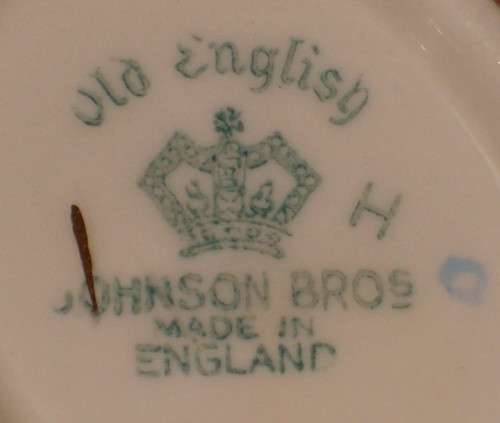 Old English
H
JOHNSON BROS
MADE IN
ENGLAND